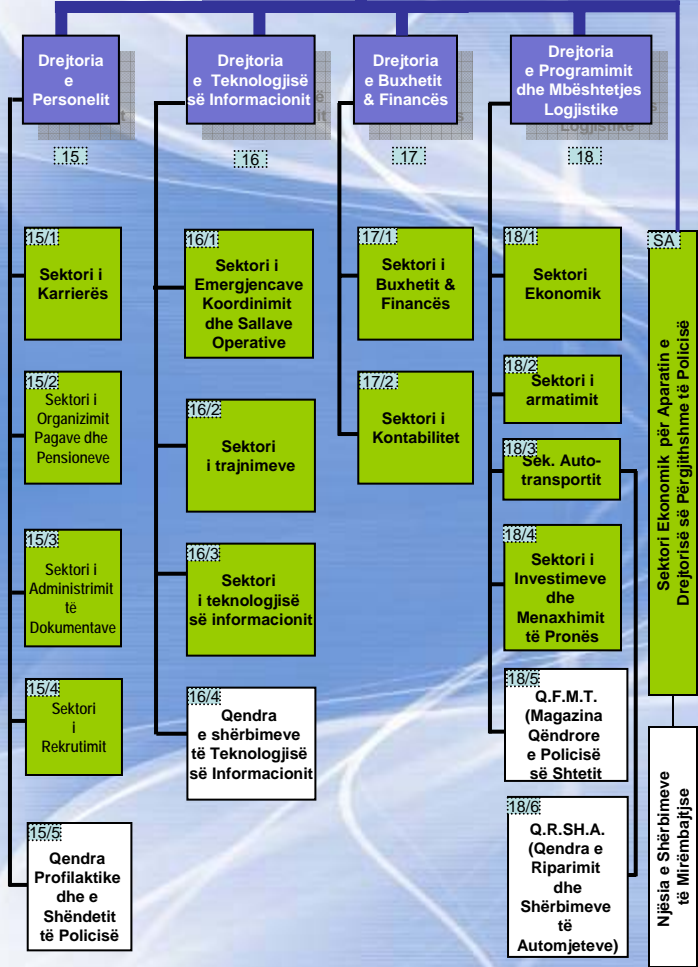 Drejtoria
e
Personelit
15
15/1
Sektori i
Karrierës
15/2
Sektori i
Organizimit
Pagave dhe
Pensioneve
15/3
Sektori i
Administrimit
të
Dokumentave
15/4
Sektori
i
Rekrutimit
15/5
Qendra
Profilaktike
dhe e
Shëndetit
të Policisë
Drejtoria
e Teknologjisë
së Informacionit
16
16/1
Sektori i
Emergjencave
Koordinimit
dhe Sallave
Operative
16/2
Sektori
i trajnimeve
16/3
Sektori
i teknologjisë
së informacionit
16/4
Qendra
e shërbimeve
të Teknologjisë
së Informacionit
Drejtoria
e Buxhetit
& Financës
17
17/1
Sektori i
Buxhetit &
Financës
17/2
Sektori i
Kontabilitet
Drejtoria
e Programimit
dhe Mbështetjes
Logjistike
Logjistike
18
18/1
Sektori
Ekonomik
18/2
Sektori i
armatimit
18/3
Sek. Auto-
transportit
18/4
Sektori i
Investimeve
dhe
Menaxhimit
të Pronës
18/5
Q.F.M.T.
(Magazina
Qëndrore
e Policisë
së Shtetit
18/6
Q.R.SH.A.
(Qendra e
Riparimit
dhe
Shërbimeve
të
Automjeteve)
SA
Sektori Ekonomik për Aparatin e
Drejtorisë së Përgjithshme të Policisë
Njësia e Shërbimeve
të Mirëmbajtjse